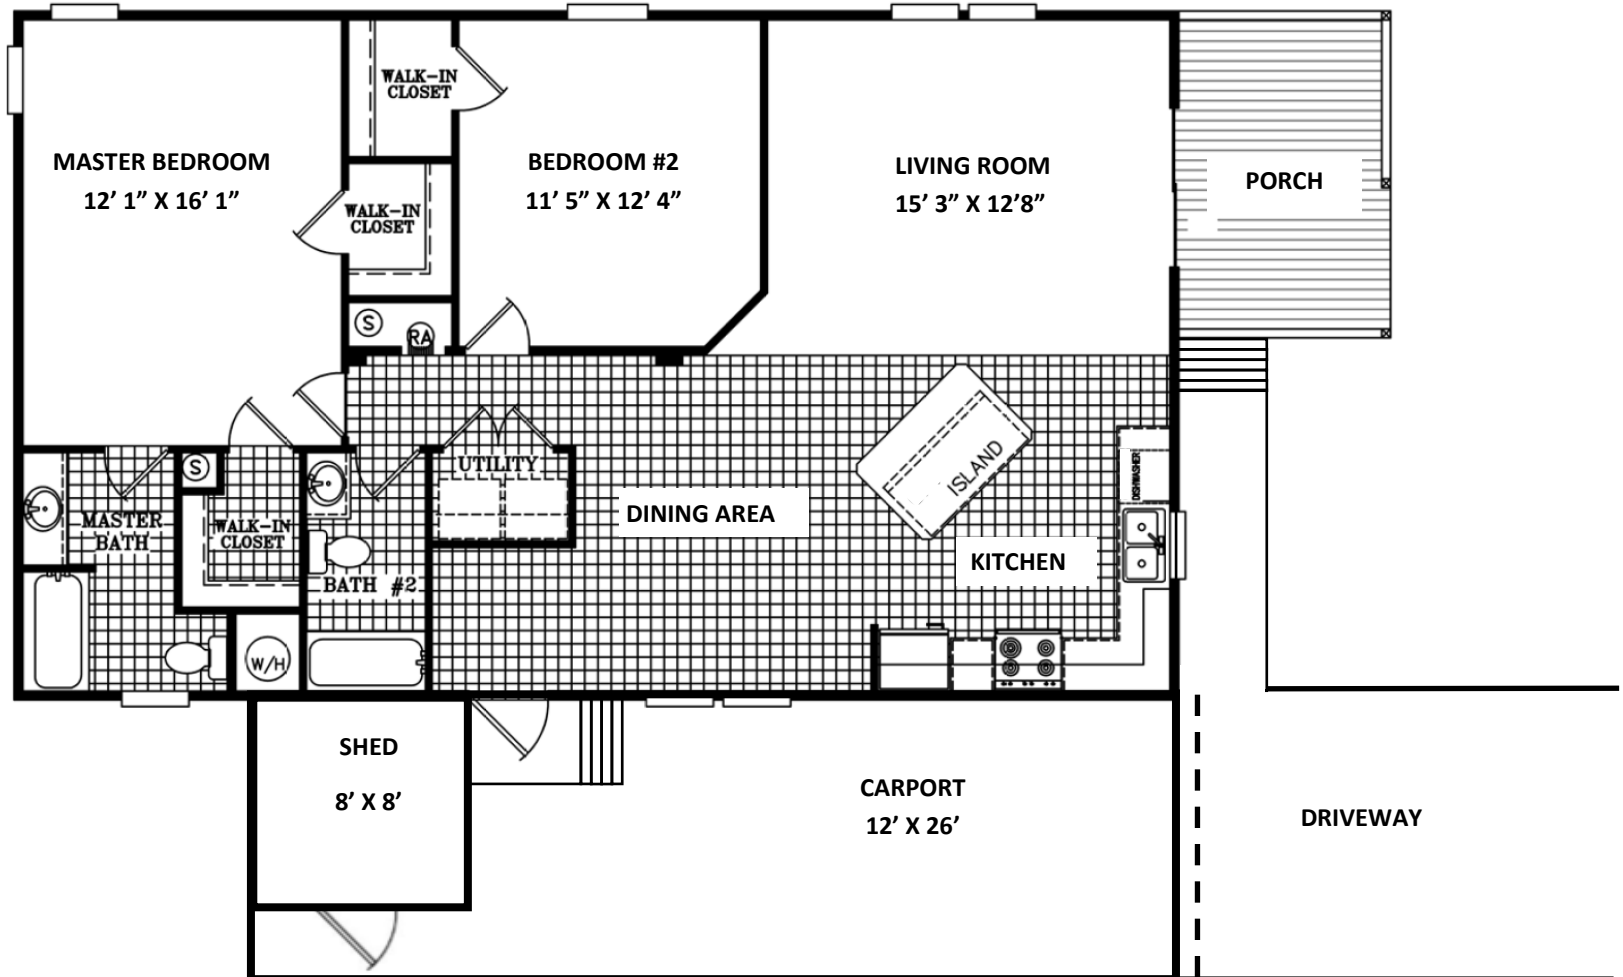 WALK-IN
CLOSET
MASTER BEDROOM
12’ 1” X 16’ 1”
BEDROOM #2
11’ 5” X 12’ 4”
LIVING ROOM
15’ 3” X 12’8”
PORCH
WALK-IN
CLOSET
S
RA
UTILITY
S
ISLAND
DISHWASHER
MASTER
BATH
WALK-IN
CLOSET
DINING AREA
KITCHEN
BATH #2
W/H
SHED
8’ X 8’
CARPORT
12’ X 26’
DRIVEWAY